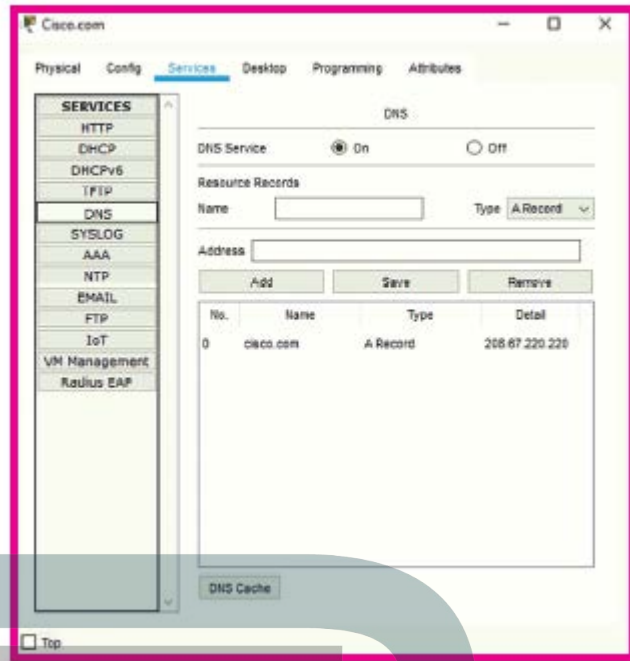 Cisco.com
Physical Config Services Desktop Programming Attributes
SERVICES
HTTP
DHCP
DHCPv6
TFTP
DNS
SYSLOG
AAA
NTP
EMAIL
FTP
IoT
VM Management
Radius EAP
DNS
DNS Service On Off
Resource Records
Name Type A Record
Address
Add Save Remove
No. Name Type Detail
0 cisco.com A Record 208.67.220.220
DNS Cache
Top